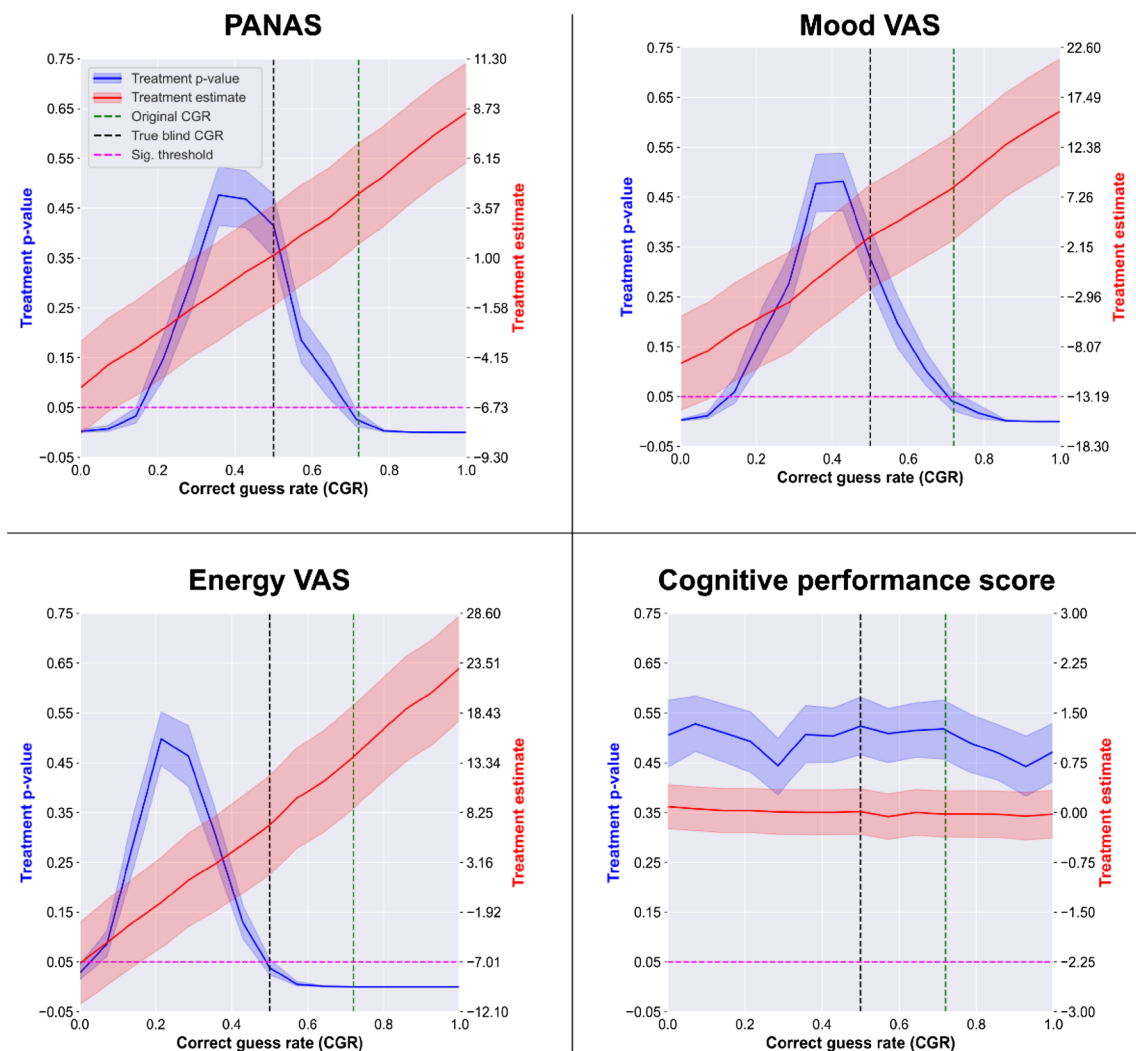 PANAS
0.75
0.65
0.55
0.45
0.35
0.25
0.15
0.05
−0.05
Treatment p-value
Treatment p-value
Treatment estimate
Original CGR
True blind CGR
Sig. threshold
11.30
8.73
6.15
3.57
1.00
−1.58
−4.15
−6.73
−9.30
Treatment estimate
0.0 0.2 0.4 0.6 0.8 1.0
Correct guess rate (CGR)
Mood VAS
0.75
0.65
0.55
0.45
0.35
0.25
0.15
0.05
−0.05
Treatment p-value
22.60
17.49
12.38
7.26
2.15
−2.96
−8.07
−13.19
−18.30
Treatment estimate
0.0 0.2 0.4 0.6 0.8 1.0
Correct guess rate (CGR)
Energy VAS
0.75
0.65
0.55
0.45
0.35
0.25
0.15
0.05
−0.05
Treatment p-value
28.60
23.51
18.43
13.34
8.25
3.16
−1.92
−7.01
−12.10
Treatment estimate
0.0 0.2 0.4 0.6 0.8 1.0
Correct guess rate (CGR)
Cognitive performance score
0.75
0.65
0.55
0.45
0.35
0.25
0.15
0.05
−0.05
Treatment p-value
3.00
2.25
1.50
0.75
0.00
−0.75
−1.50
−2.25
−3.00
Treatment estimate
0.0 0.2 0.4 0.6 0.8 1.0
Correct guess rate (CGR)